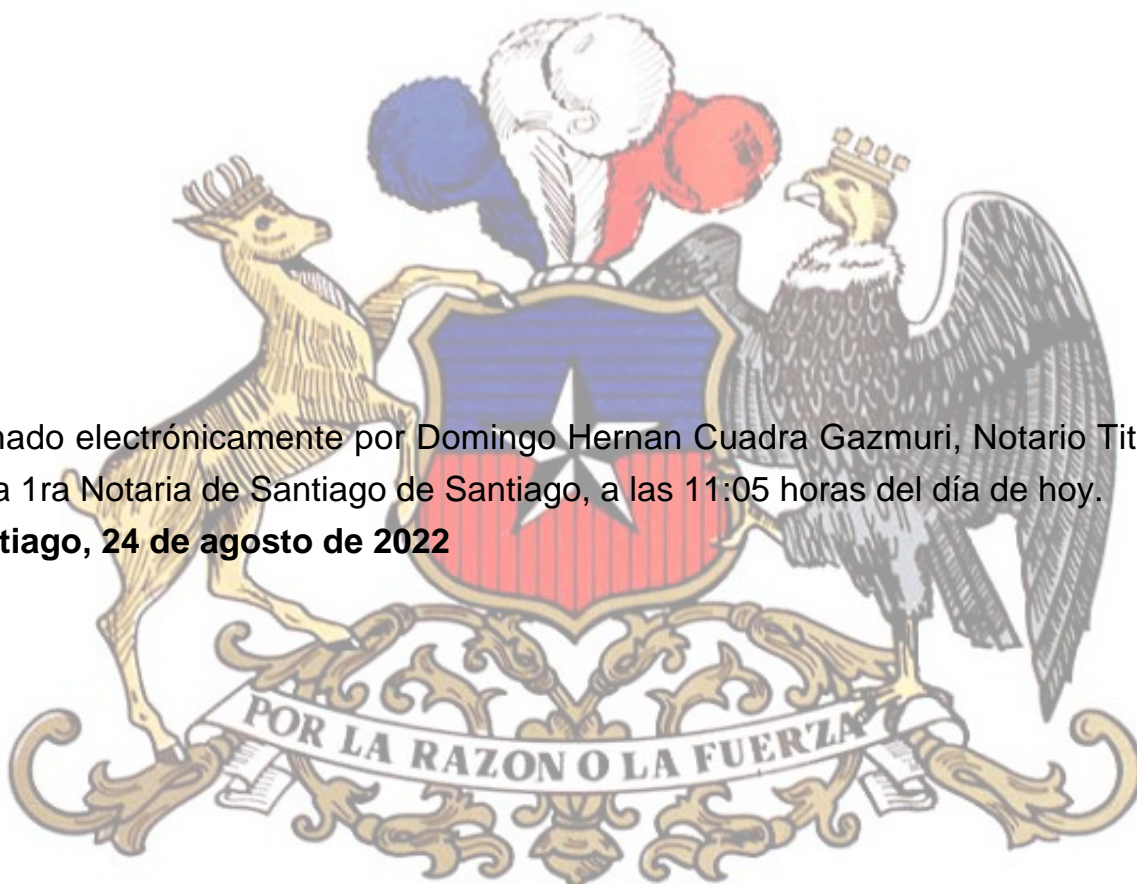 nado electrónicamente por Domingo Hernan Cuadra Gazmuri, Notario Tit
a 1ra Notaria de Santiago de Santiago, a las 11:05 horas del día de hoy.
tiago, 24 de agosto de 2022
POR LA RAZON O LA FUERZA